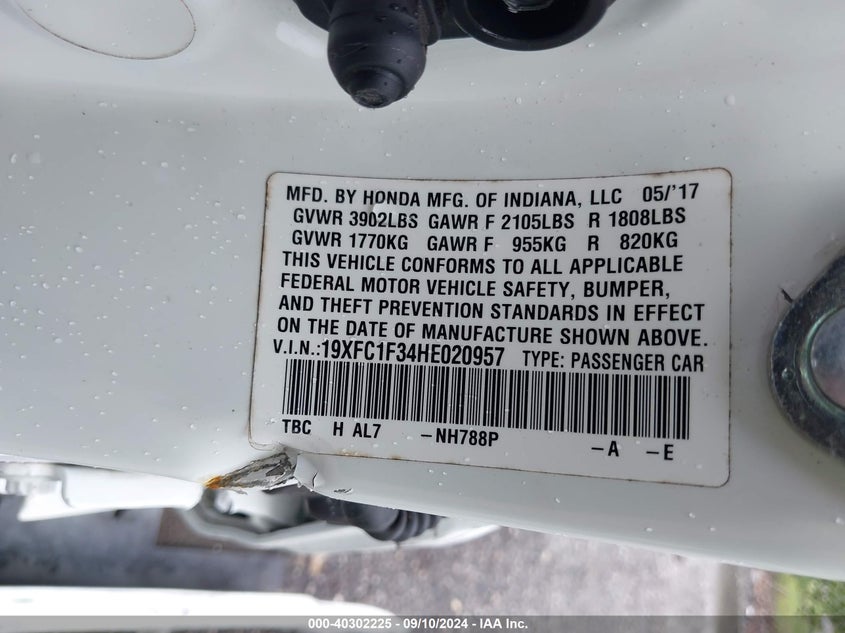 MFD. BY HONDA MFG. OF INDIANA, LLC 05/'17
GVWR 3902LBS GAWR F 2105LBS R 1808LBS
GVWR 1770KG GAWR F 955KG R 820KG
THIS VEHICLE CONFORMS TO ALL APPLICABLE
FEDERAL MOTOR VEHICLE SAFETY, BUMPER,
AND THEFT PREVENTION STANDARDS IN EFFECT
ON THE DATE OF MANUFACTURE SHOWN ABOVE.
V.I.N.:19XFC1F34HE020957 TYPE: PASSENGER CAR
TBC H AL7 -NH788P -A -E
000-40302225 - 09/10/2024 - IAA Inc.